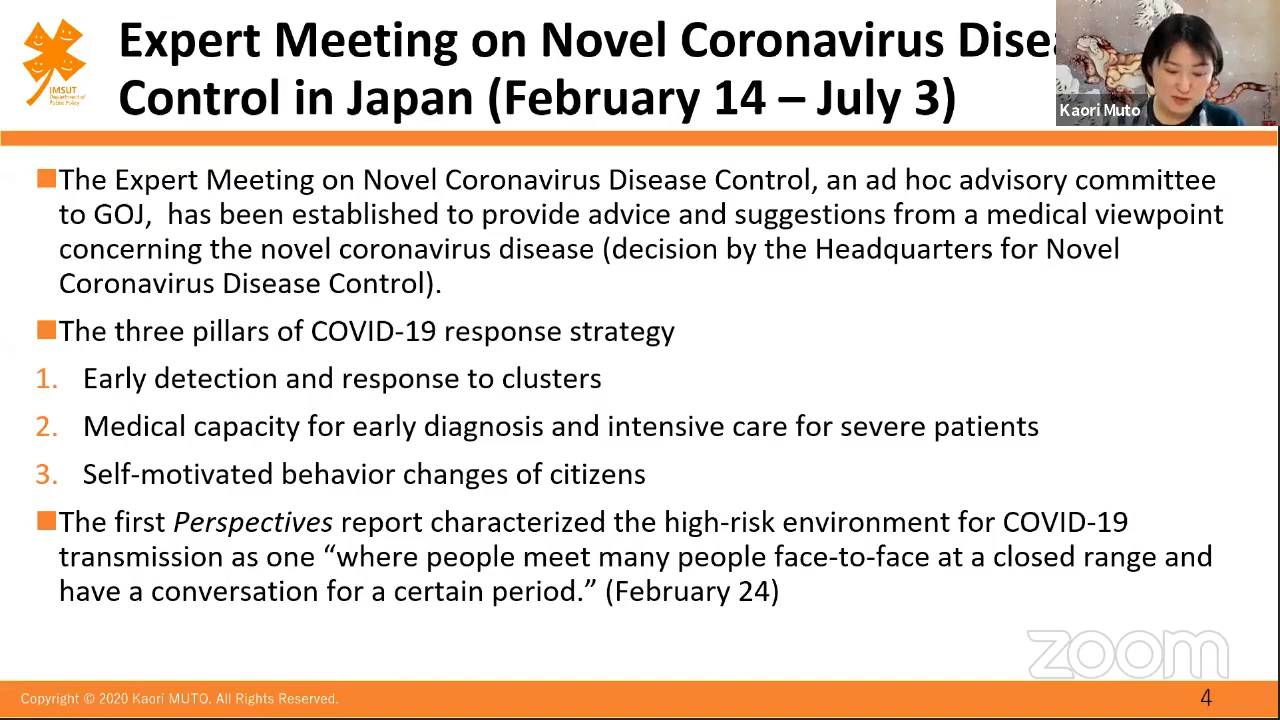 Expert Meeting on Novel Coronavirus Dise
Control in Japan (February 14 – July 3)
IMSUT
Department of
Public Policy
Kaori Muto
■The Expert Meeting on Novel Coronavirus Disease Control, an ad hoc advisory committee
to GOJ, has been established to provide advice and suggestions from a medical viewpoint
concerning the novel coronavirus disease (decision by the Headquarters for Novel
Coronavirus Disease Control).
■The three pillars of COVID-19 response strategy
1. Early detection and response to clusters
2. Medical capacity for early diagnosis and intensive care for severe patients
3. Self-motivated behavior changes of citizens
■The first Perspectives report characterized the high-risk environment for COVID-19
transmission as one “where people meet many people face-to-face at a closed range and
have a conversation for a certain period.” (February 24)
zoom
Copyright © 2020 Kaori MUTO. All Rights Reserved.
4